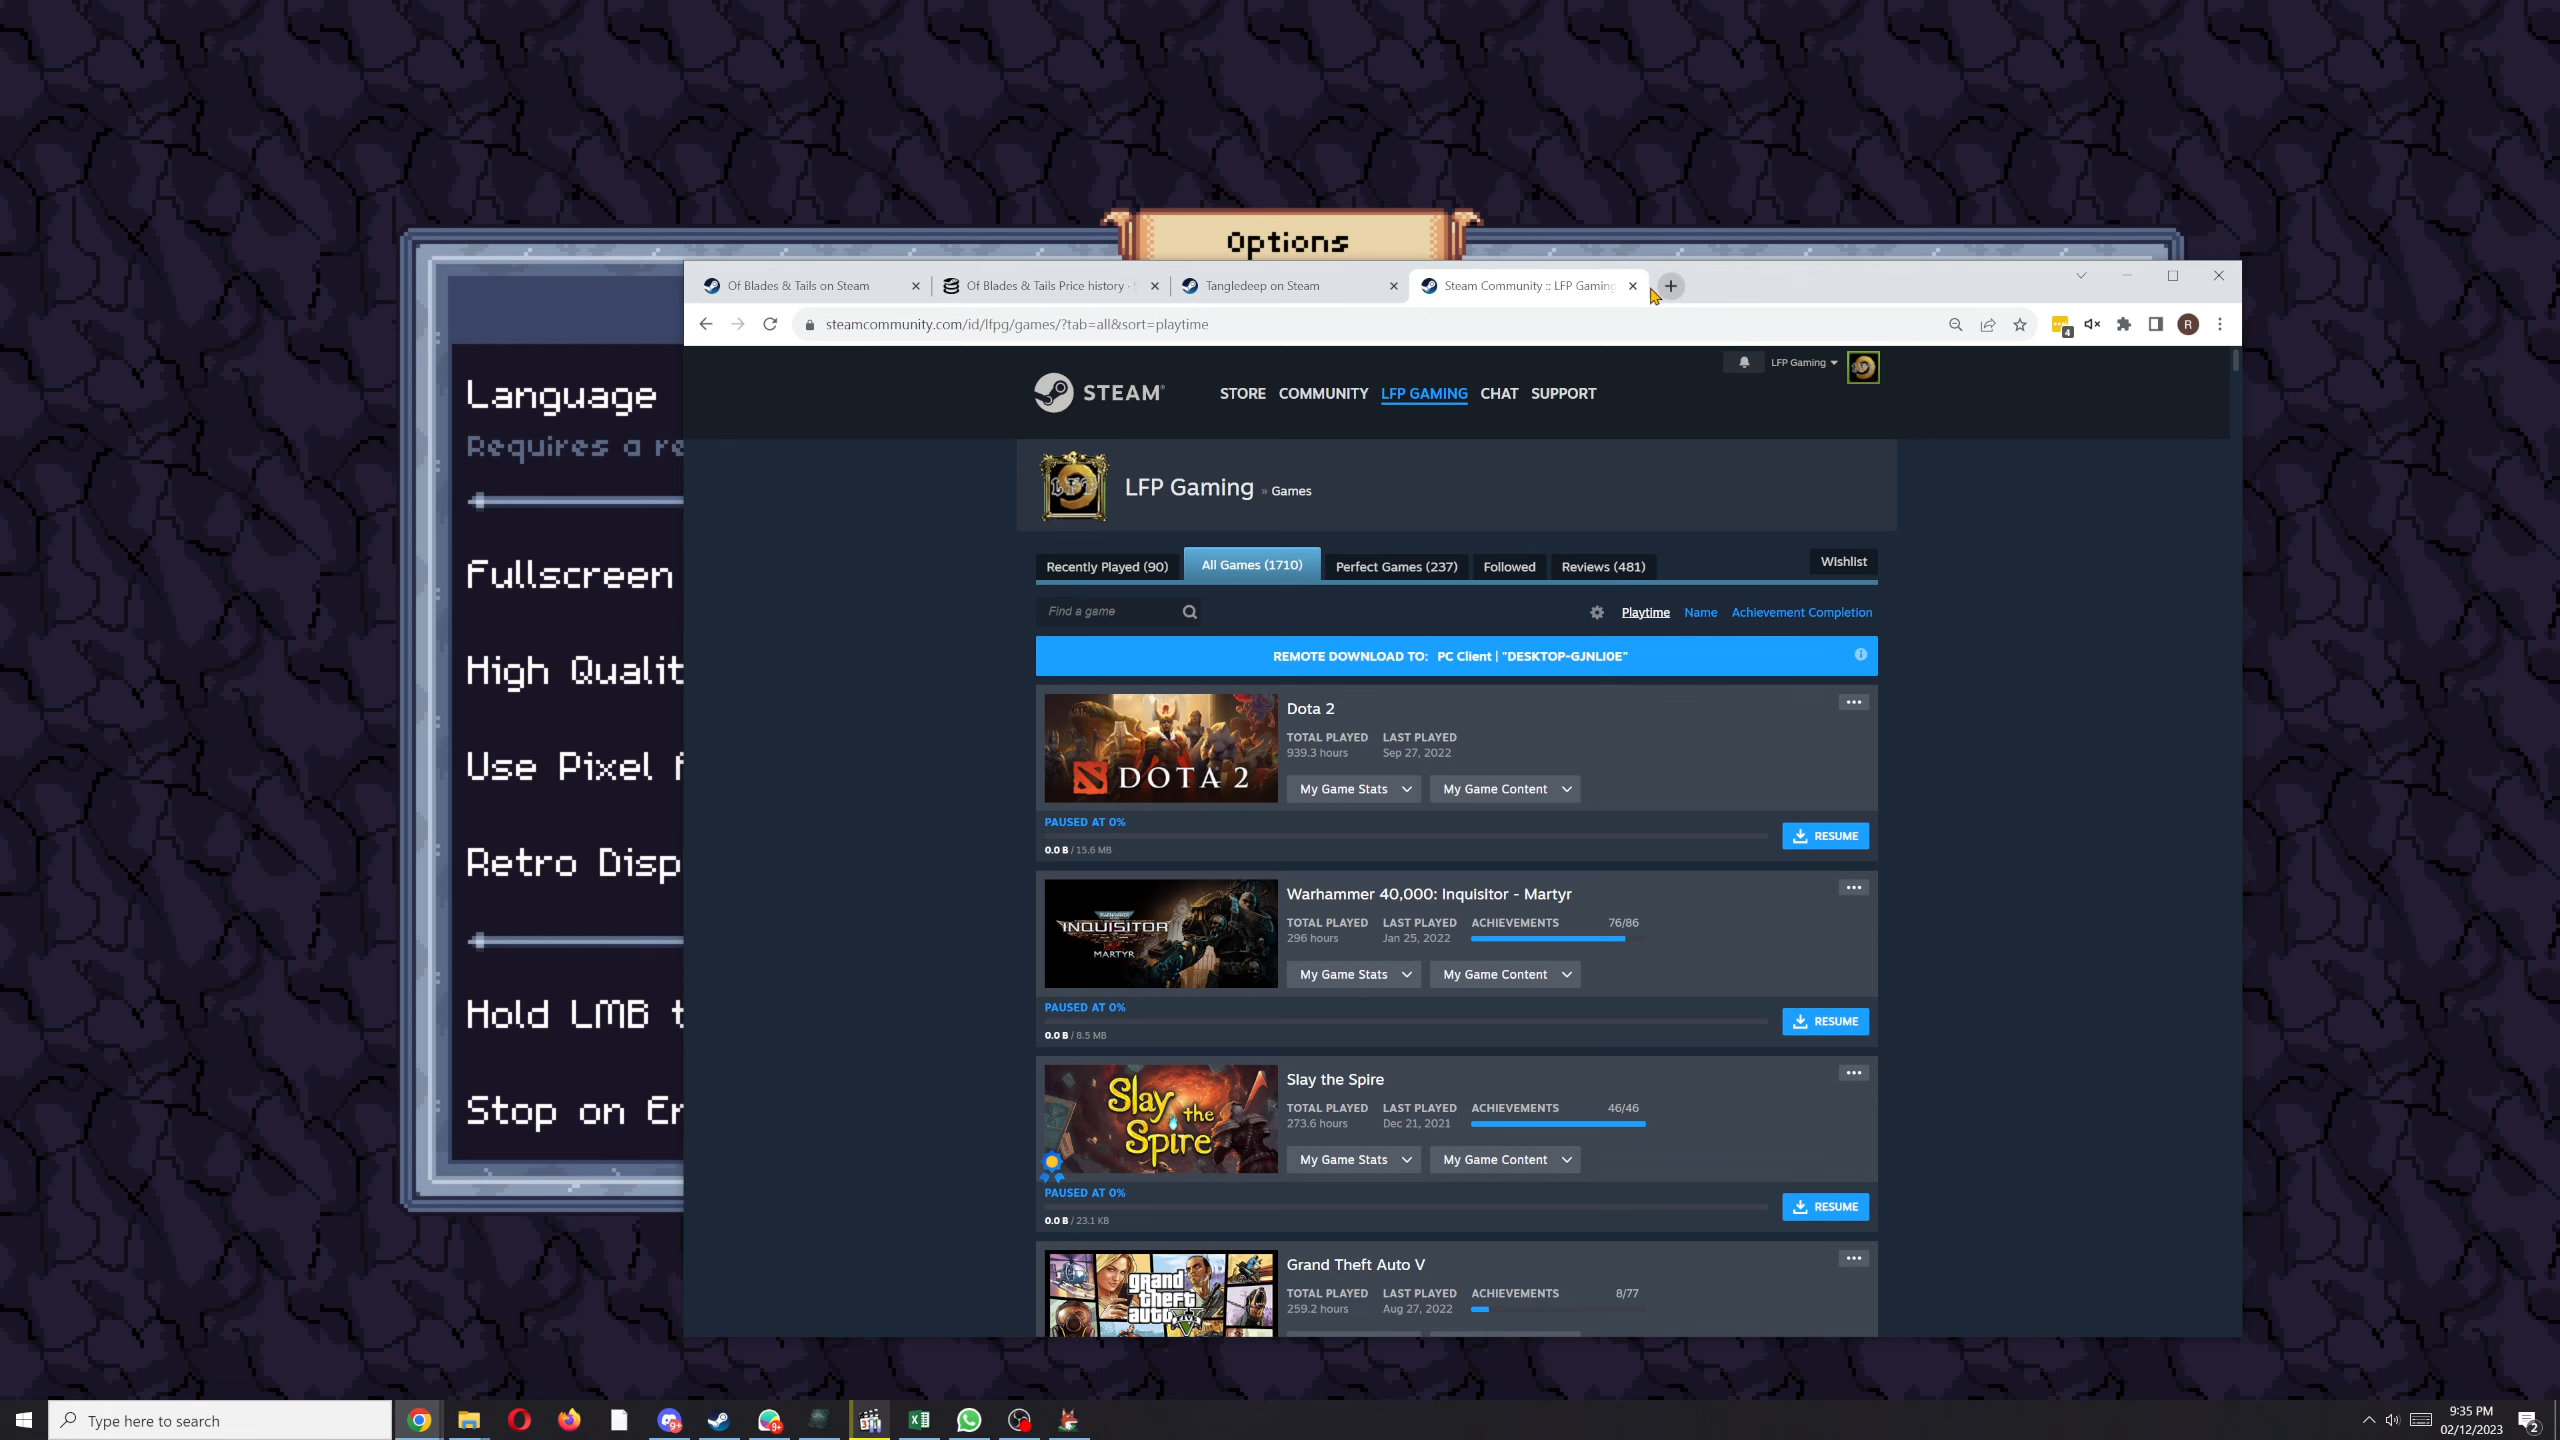 Options
Of Blades & Tails on Steam
Of Blades & Tails Price history ·
Tangledeep on Steam
Steam Community :: LFP Gaming
steamcommunity.com/id/lfpg/games/?tab=all&sort=playtime
4
R
LFP Gaming
STEAM
STORE COMMUNITY LFP GAMING CHAT SUPPORT
LFP
LFP Gaming » Games
Recently Played (90)
All Games (1710)
Perfect Games (237)
Followed
Reviews (481)
Wishlist
Find a game
Playtime Name Achievement Completion
REMOTE DOWNLOAD TO: PC Client | "DESKTOP-GJNLI0E"
DOTA 2
Dota 2
TOTAL PLAYED LAST PLAYED
939.3 hours Sep 27, 2022
My Game Stats My Game Content
PAUSED AT 0%
RESUME
0.0 B / 15.6 MB
WARHAMMER
INQUISITOR
MARTYR
Warhammer 40,000: Inquisitor - Martyr
TOTAL PLAYED LAST PLAYED ACHIEVEMENTS 76/86
296 hours Jan 25, 2022
My Game Stats My Game Content
PAUSED AT 0%
RESUME
0.0 B / 8.5 MB
Slay the Spire
Slay the Spire
TOTAL PLAYED LAST PLAYED ACHIEVEMENTS 46/46
273.6 hours Dec 21, 2021
My Game Stats My Game Content
PAUSED AT 0%
RESUME
0.0 B / 23.1 KB
grand theft auto V
FIVE
Grand Theft Auto V
TOTAL PLAYED LAST PLAYED ACHIEVEMENTS 8/77
259.2 hours Aug 27, 2022
Language
Requires a re
Fullscreen
High Qualit
Use Pixel
Retro Disp
Hold LMB t
Stop on En
Type here to search
9+
9+
9:35 PM
02/12/2023
2